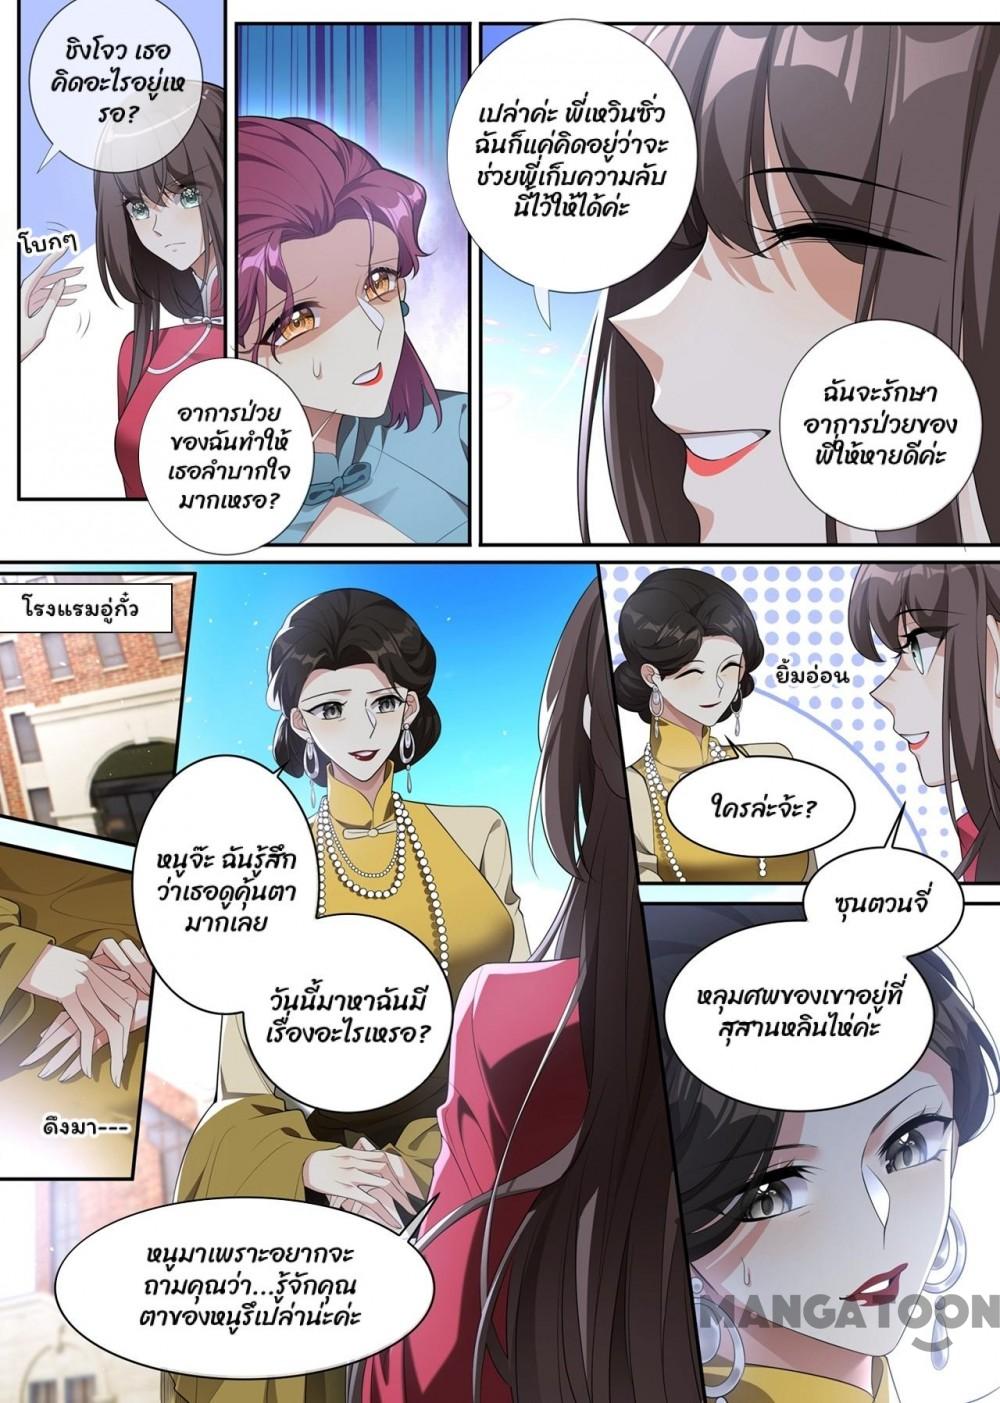 ชิงโจว เธอ
คิดอะไรอยู่เห
รอ?
โบกๆ
อาการป่วย
ของฉันทำให้
เธอลำบากใจ
มากเหรอ?
เปล่าค่ะ พี่เหวินซิ่ว
ฉันก็แค่คิดอยู่ว่าจะ
ช่วยพี่เก็บความลับ
นี้ไว้ให้ได้ค่ะ
ฉันจะรักษา
อาการป่วยของ
พี่ให้หายดีค่ะ
โรงแรมอู่กั๋ว
หนูจ๊ะ ฉันรู้สึก
ว่าเธอดูคุ้นตา
มากเลย
วันนี้มาหาฉันมี
เรื่องอะไรเหรอ?
ดึงมา---
หนูมาเพราะอยากจะ
ถามคุณว่า...รู้จักคุณ
ตาของหนูรึเปล่าน่ะค่ะ
ยิ้มอ่อน
ใครล่ะจ้ะ?
ซุนตวนจี่
หลุมศพของเขาอยู่ที่
สุสานหลินไห่ค่ะ
MANGATOON